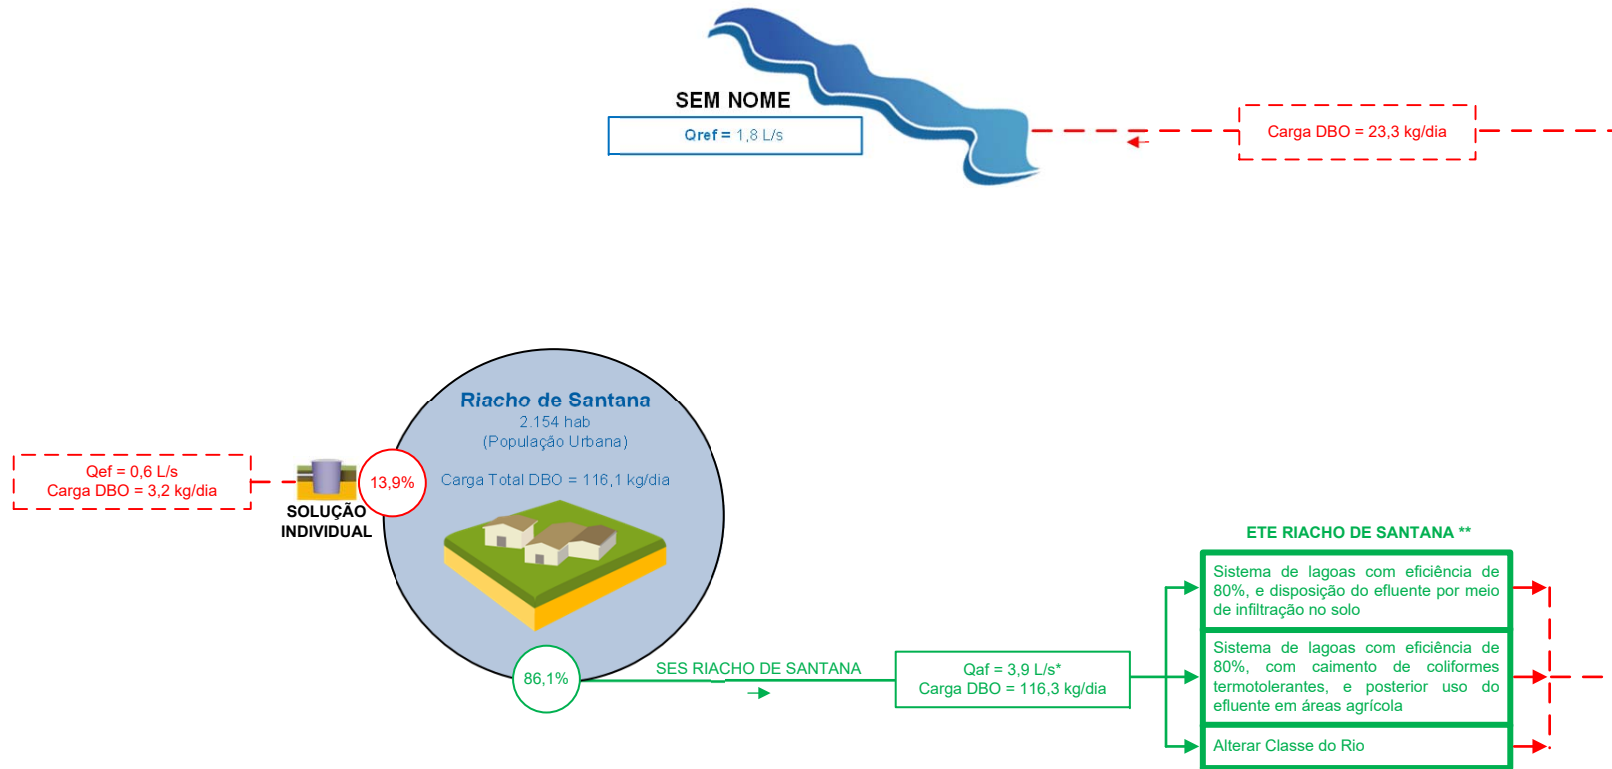 SEM NOME
Qref = 1,8 L/s
Carga DBO = 23,3 kg/dia
Riacho de Santana
2.154 hab
(População Urbana)
Carga Total DBO = 116,1 kg/dia
Qef = 0,6 L/s
Carga DBO = 3,2 kg/dia
13,9%
SOLUÇÃO
INDIVIDUAL
86,1%
SES RIACHO DE SANTANA
Qaf = 3,9 L/s*
Carga DBO = 116,3 kg/dia
ETE RIACHO DE SANTANA **
Sistema de lagoas com eficiência de
80%, e disposição do efluente por meio
de infiltração no solo
Sistema de lagoas com eficiência de
80%, com caimento de coliformes
termotolerantes, e posterior uso do
efluente em áreas agrícola
Alterar Classe do Rio